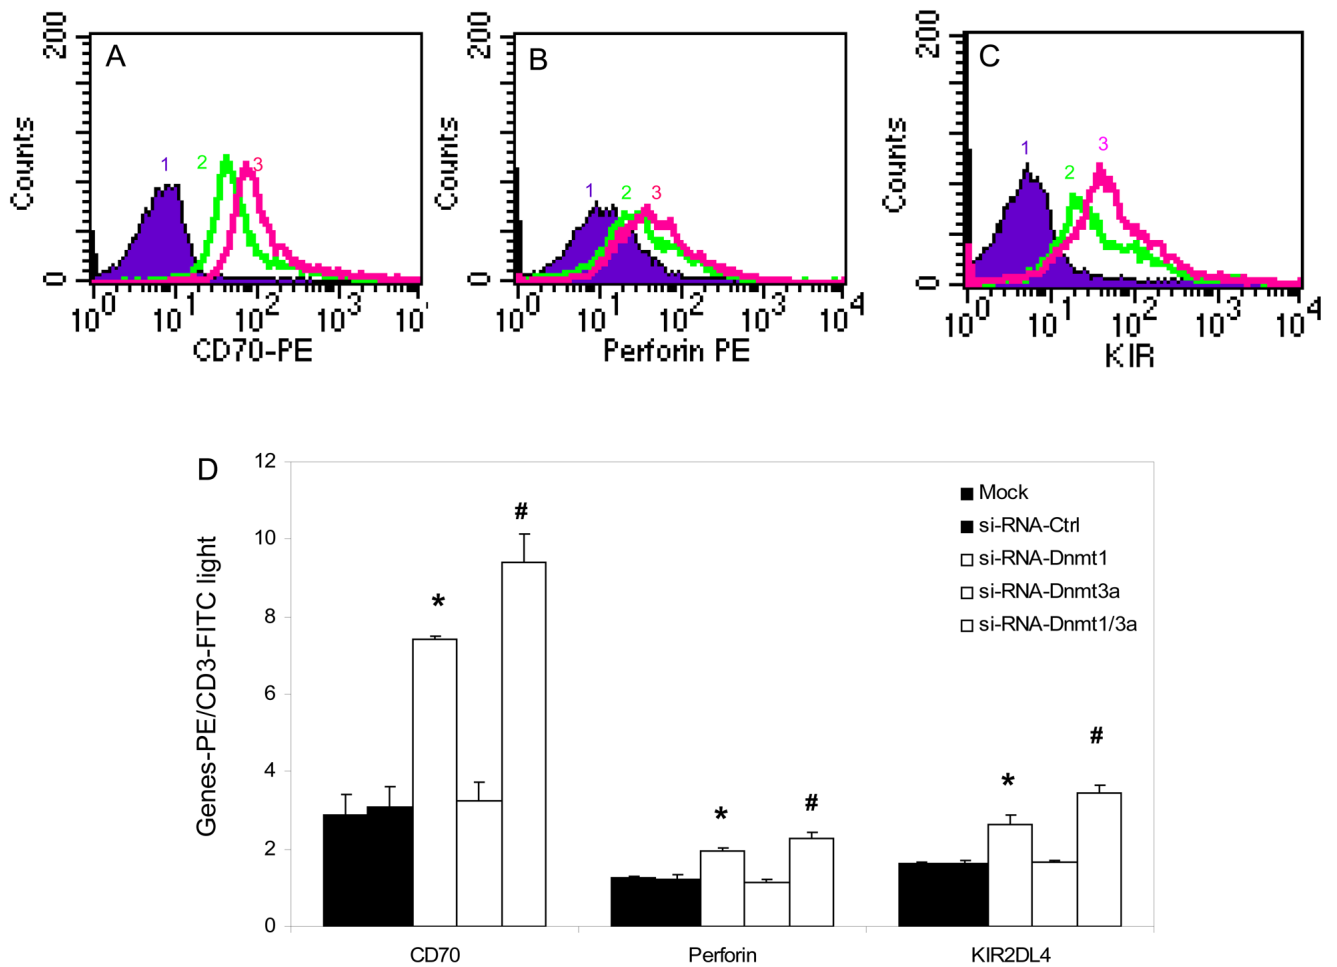 A
200
Counts
0
1
2
3
10^0 10^1 10^2 10^3 10
CD70-PE
B
200
Counts
0
1
2
3
10^0 10^1 10^2 10^3 10^4
Perforin PE
C
200
Counts
0
1
2
3
10^0 10^1 10^2 10^3 10^4
KIR
D
Genes-PE/CD3-FITC light
12
10
8
6
4
2
0
* #
* #
* #
Mock
si-RNA-Ctrl
si-RNA-Dnmt1
si-RNA-Dnmt3a
si-RNA-Dnmt1/3a
CD70 Perforin KIR2DL4